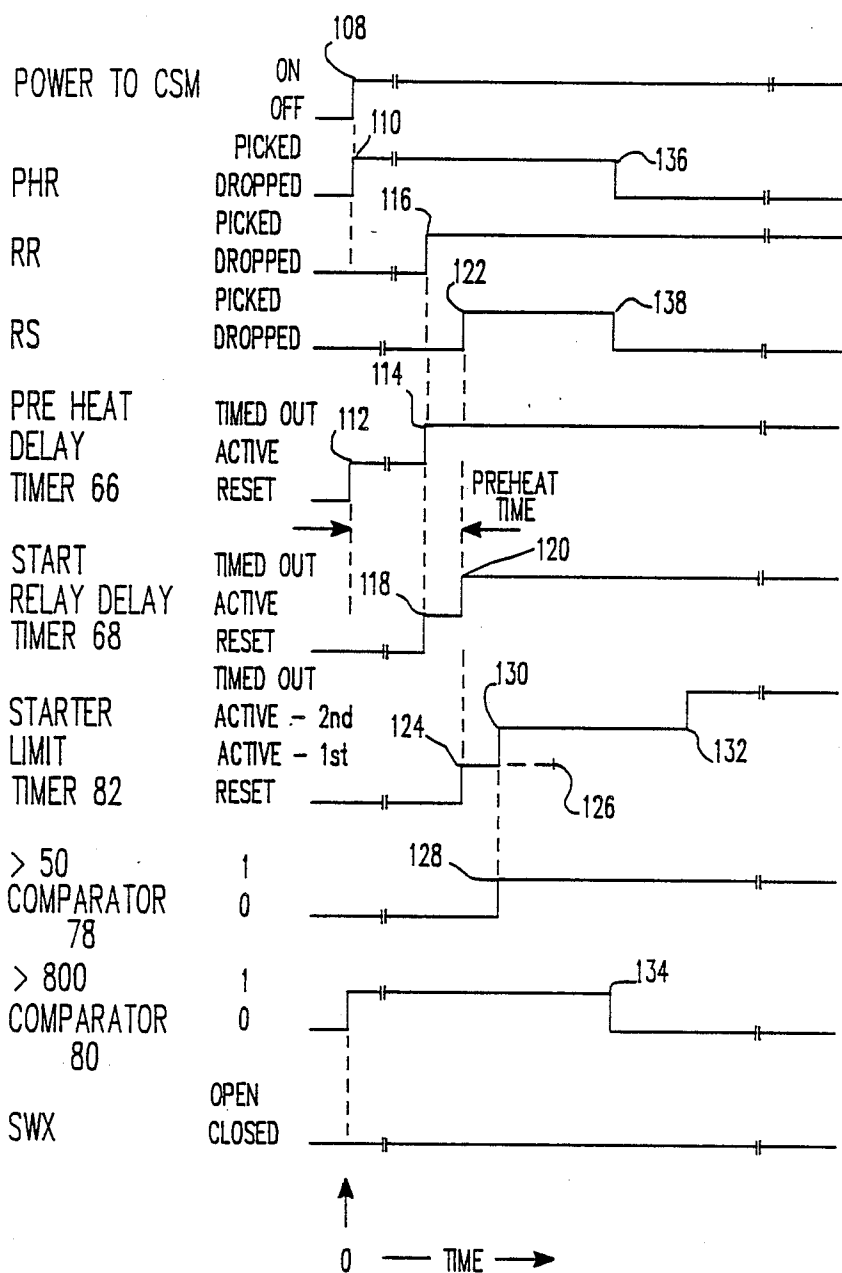 108
POWER TO CSM ON
OFF
110
PICKED
PHR DROPPED
136
PICKED
116
RR DROPPED
PICKED
122
138
RS DROPPED
PRE HEAT
DELAY
TIMER 66
TIMED OUT
ACTIVE
RESET
112
114
PREHEAT
TIME
START
RELAY DELAY
TIMER 68
TIMED OUT
ACTIVE
RESET
118
120
STARTER
LIMIT
TIMER 82
TIMED OUT
ACTIVE - 2nd
ACTIVE - 1st
RESET
124
130
126
132
> 50
COMPARATOR
78
1
0
128
> 800
COMPARATOR
80
1
0
134
SWX
OPEN
CLOSED
0 TIME